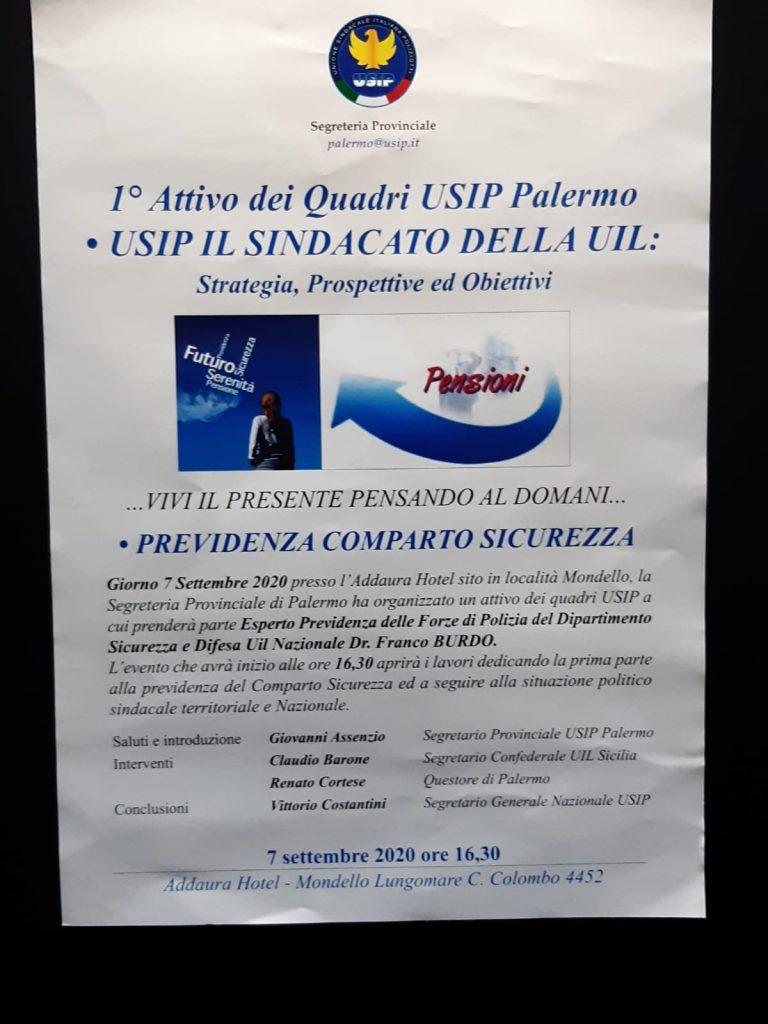 UNIONE SINDACALE ITALIANA POLIZIOTTI
USIP
Segreteria Provinciale
palermo@usip.it
1° Attivo dei Quadri USIP Palermo
• USIP IL SINDACATO DELLA UIL:
Strategia, Prospettive ed Obiettivi
Futuro
Previdenza
Sicurezza
Serenità
Pensione
Pensioni
...VIVI IL PRESENTE PENSANDO AL DOMANI...
• PREVIDENZA COMPARTO SICUREZZA
Giorno 7 Settembre 2020 presso l'Addaura Hotel sito in località Mondello, la
Segreteria Provinciale di Palermo ha organizzato un attivo dei quadri USIP a
cui prenderà parte Esperto Previdenza delle Forze di Polizia del Dipartimento
Sicurezza e Difesa Uil Nazionale Dr. Franco BURDO.
L'evento che avrà inizio alle ore 16,30 aprirà i lavori dedicando la prima parte
alla previdenza del Comparto Sicurezza ed a seguire alla situazione politico
sindacale territoriale e Nazionale.
Saluti e introduzione Giovanni Assenzio Segretario Provinciale USIP Palermo
Interventi Claudio Barone Segretario Confederale UIL Sicilia
Renato Cortese Questore di Palermo
Conclusioni Vittorio Costantini Segretario Generale Nazionale USIP
7 settembre 2020 ore 16,30
Addaura Hotel - Mondello Lungomare C. Colombo 4452